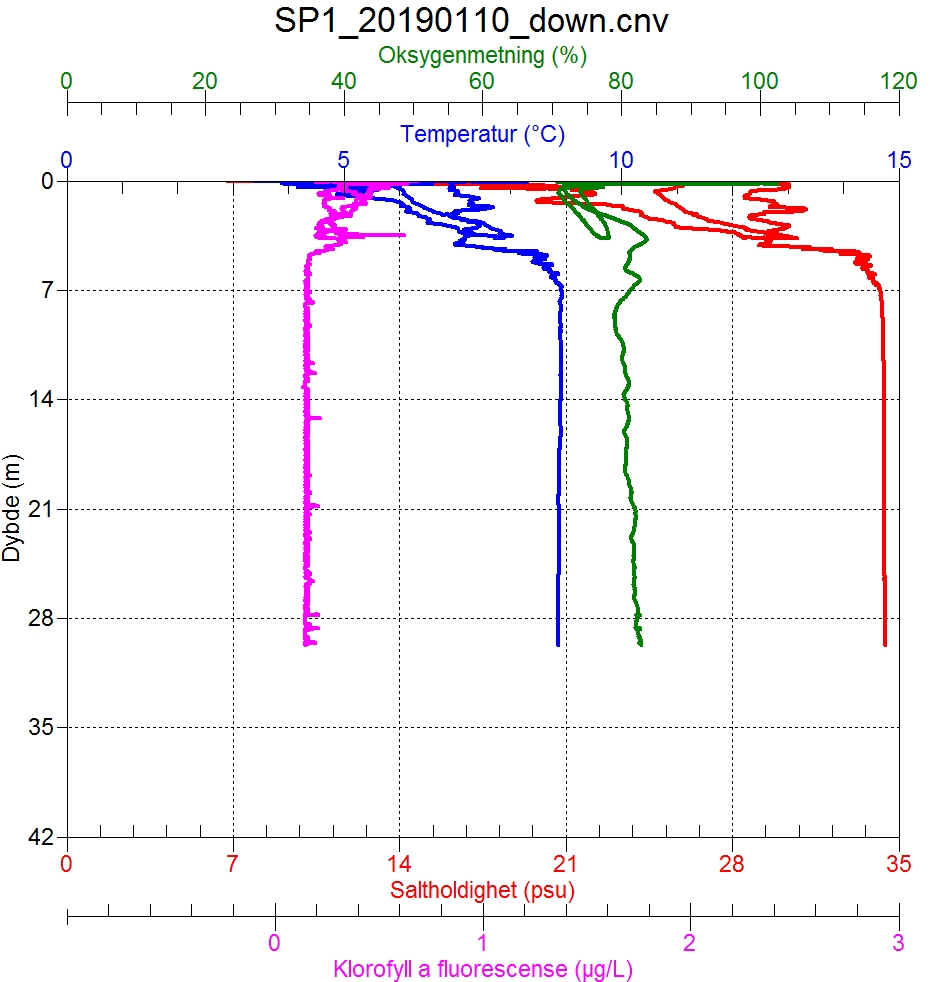 SP1_20190110_down.cnv
Oksygenmetning (%)
0 20 40 60 80 100 120
Temperatur (°C)
0 5 10 15
0
7
14
21
28
35
42
Dybde (m)
0 7 14 21 28 35
Saltholdighet (psu)
0 1 2 3
Klorofyll a fluorescense (µg/L)